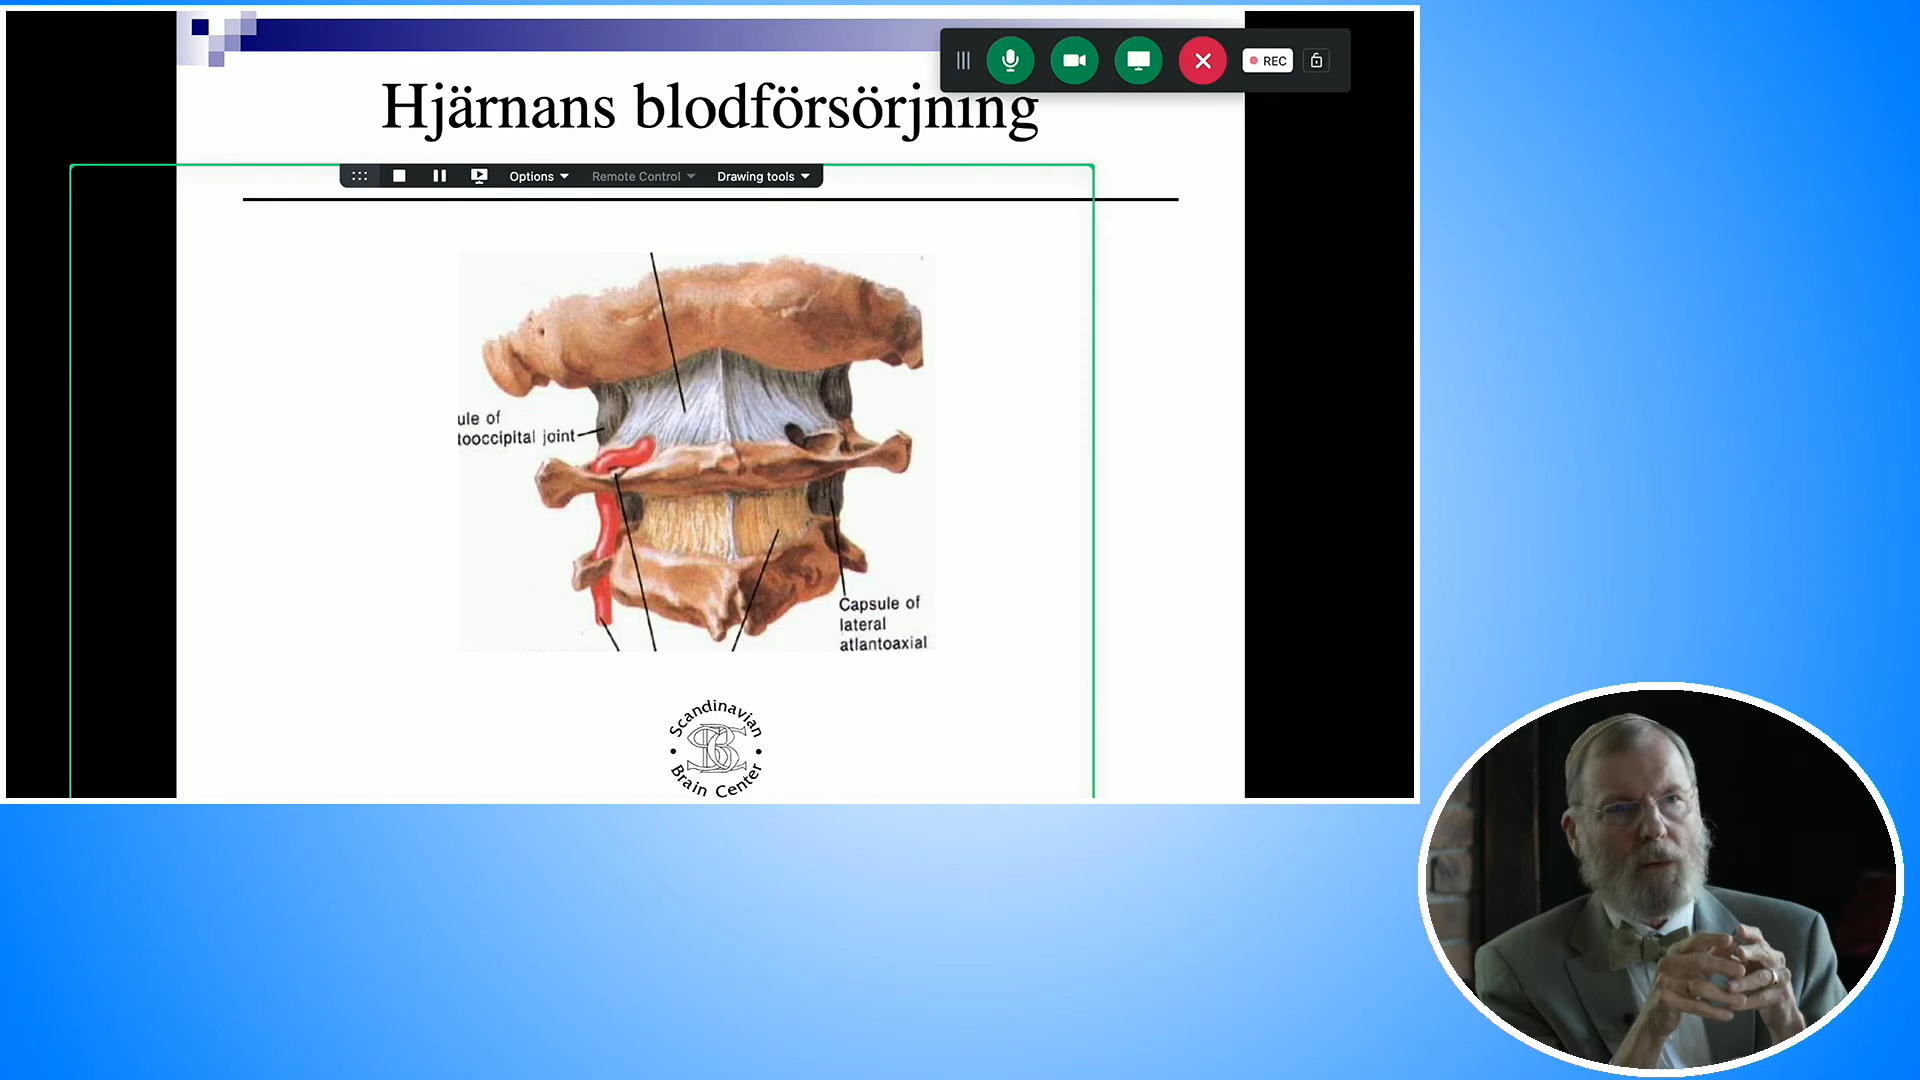 REC
Hjärnans blodförsörjning
Options
Remote Control
Drawing tools
ule of
tooccipital joint
Capsule of
lateral
atlantoaxial
Scandinavian
Brain Center